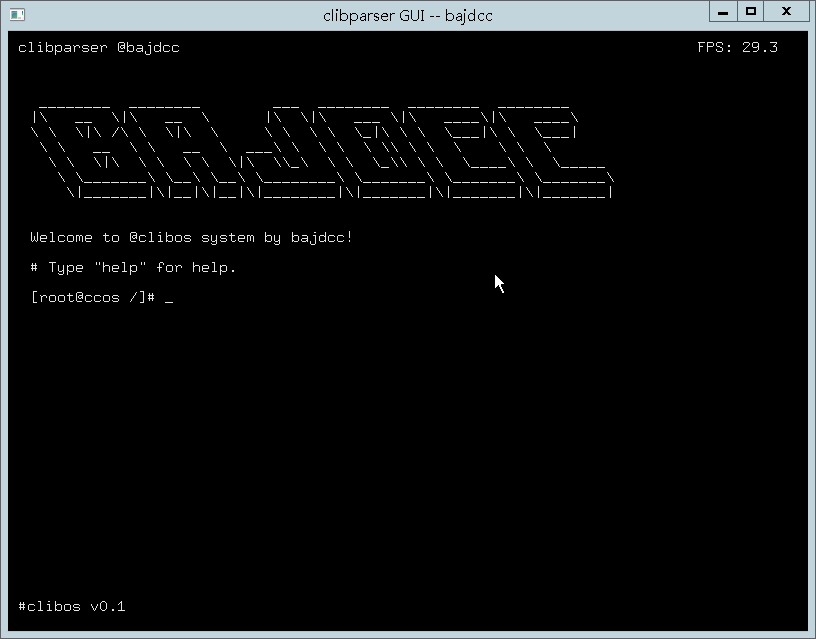 clibparser GUI -- bajdcc
clibparser @bajdcc FPS: 29.3
BAJDCC
Welcome to @clibos system by bajdcc!
# Type "help" for help.
[root@ccos /]# _
#clibos v0.1